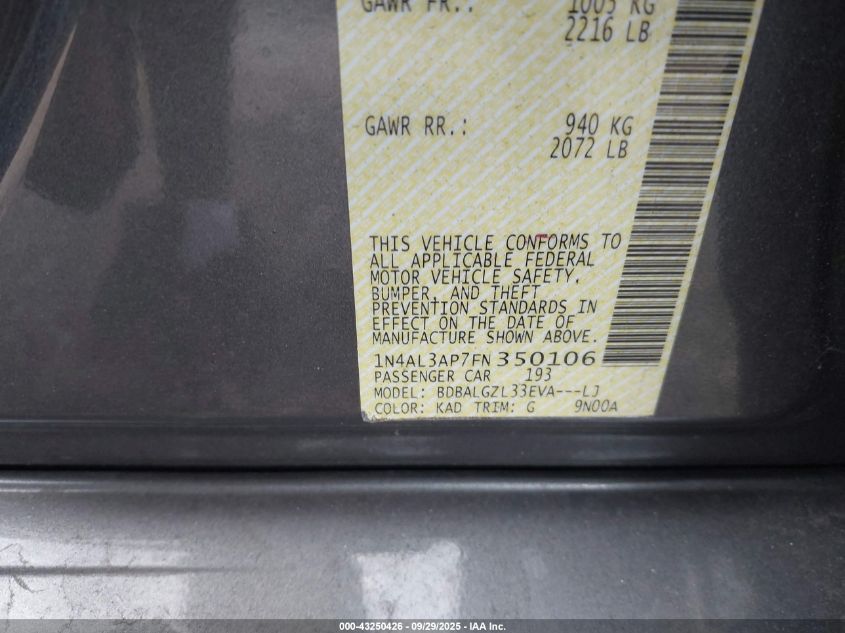 GAWR FR.: 1005 KG
2216 LB
GAWR RR.: 940 KG
2072 LB
THIS VEHICLE CONFORMS TO
ALL APPLICABLE FEDERAL
MOTOR VEHICLE SAFETY,
BUMPER, AND THEFT
PREVENTION STANDARDS IN
EFFECT ON THE DATE OF
MANUFACTURE SHOWN ABOVE.
1N4AL3AP7FN350106
PASSENGER CAR 193
MODEL: BDBALGZL33EVA---LJ
COLOR: KAD TRIM: G 9N00A
000-43250426 - 09/29/2025 - IAA Inc.